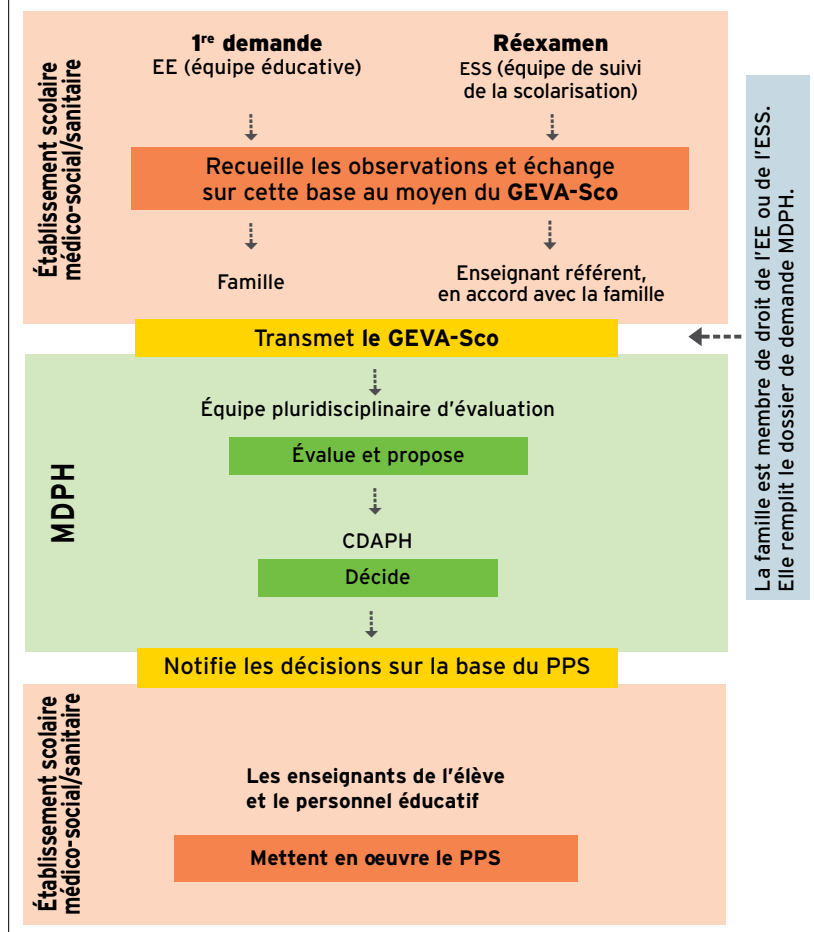 Établissement scolaire
médico-social/sanitaire
1re demande
EE (équipe éducative)
Réexamen
ESS (équipe de suivi
de la scolarisation)
Recueille les observations et échange
sur cette base au moyen du GEVA-Sco
Famille
Enseignant référent,
en accord avec la famille
Transmet le GEVA-Sco
La famille est membre de droit de l'EE ou de l'ESS.
Elle remplit le dossier de demande MDPH.
MDPH
Équipe pluridisciplinaire d'évaluation
Évalue et propose
CDAPH
Décide
Notifie les décisions sur la base du PPS
Établissement scolaire
médico-social/sanitaire
Les enseignants de l'élève
et le personnel éducatif
Mettent en œuvre le PPS